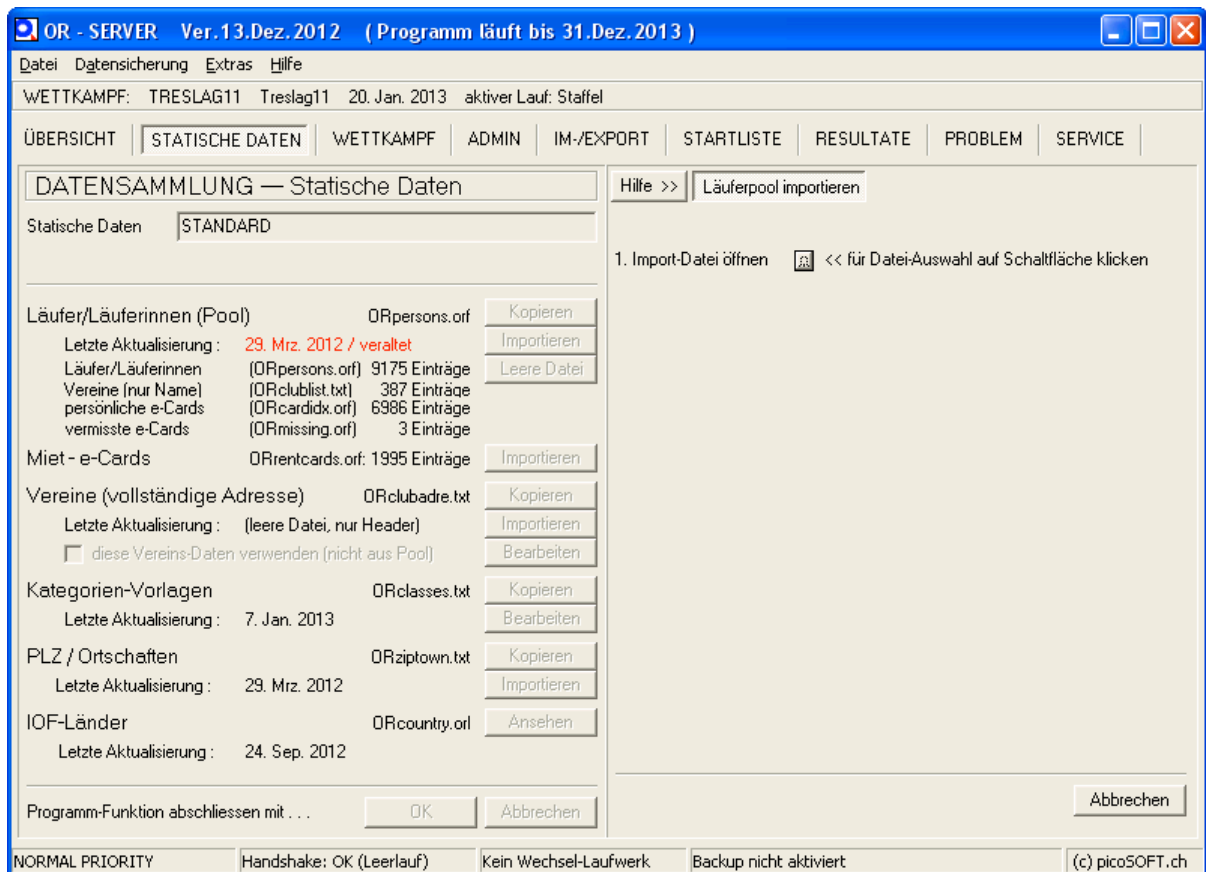 OR - SERVER Ver.13.Dez.2012 ( Programm läuft bis 31.Dez.2013 )
Datei Datensicherung Extras Hilfe
WETTKAMPF: TRESLAG11 Treslag11 20. Jan. 2013 aktiver Lauf: Staffel
ÜBERSICHT STATISCHE DATEN WETTKAMPF ADMIN IM-/EXPORT STARTLISTE RESULTATE PROBLEM SERVICE
DATENSAMMLUNG — Statische Daten
Statische Daten STANDARD
Läufer/Läuferinnen (Pool) ORpersons.orf Kopieren
Letzte Aktualisierung : 29. Mrz. 2012 / veraltet Importieren
Läufer/Läuferinnen (ORpersons.orf) 9175 Einträge Leere Datei
Vereine (nur Name) (ORclublist.txt) 387 Einträge
persönliche e-Cards (ORcardidx.orf) 6986 Einträge
vermisste e-Cards (ORmissing.orf) 3 Einträge
Miet - e-Cards ORrentcards.orf: 1995 Einträge Importieren
Vereine (vollständige Adresse) ORclubadre.txt Kopieren
Letzte Aktualisierung : (leere Datei, nur Header) Importieren
diese Vereins-Daten verwenden (nicht aus Pool) Bearbeiten
Kategorien-Vorlagen ORclasses.txt Kopieren
Letzte Aktualisierung : 7. Jan. 2013 Bearbeiten
PLZ / Ortschaften ORziptown.txt Kopieren
Letzte Aktualisierung : 29. Mrz. 2012 Importieren
IOF-Länder ORcountry.orl Ansehen
Letzte Aktualisierung : 24. Sep. 2012
Programm-Funktion abschliessen mit . . . OK Abbrechen
Hilfe >> Läuferpool importieren
1. Import-Datei öffnen << für Datei-Auswahl auf Schaltfläche klicken
Abbrechen
NORMAL PRIORITY Handshake: OK (Leerlauf) Kein Wechsel-Laufwerk Backup nicht aktiviert (c) picoSOFT.ch